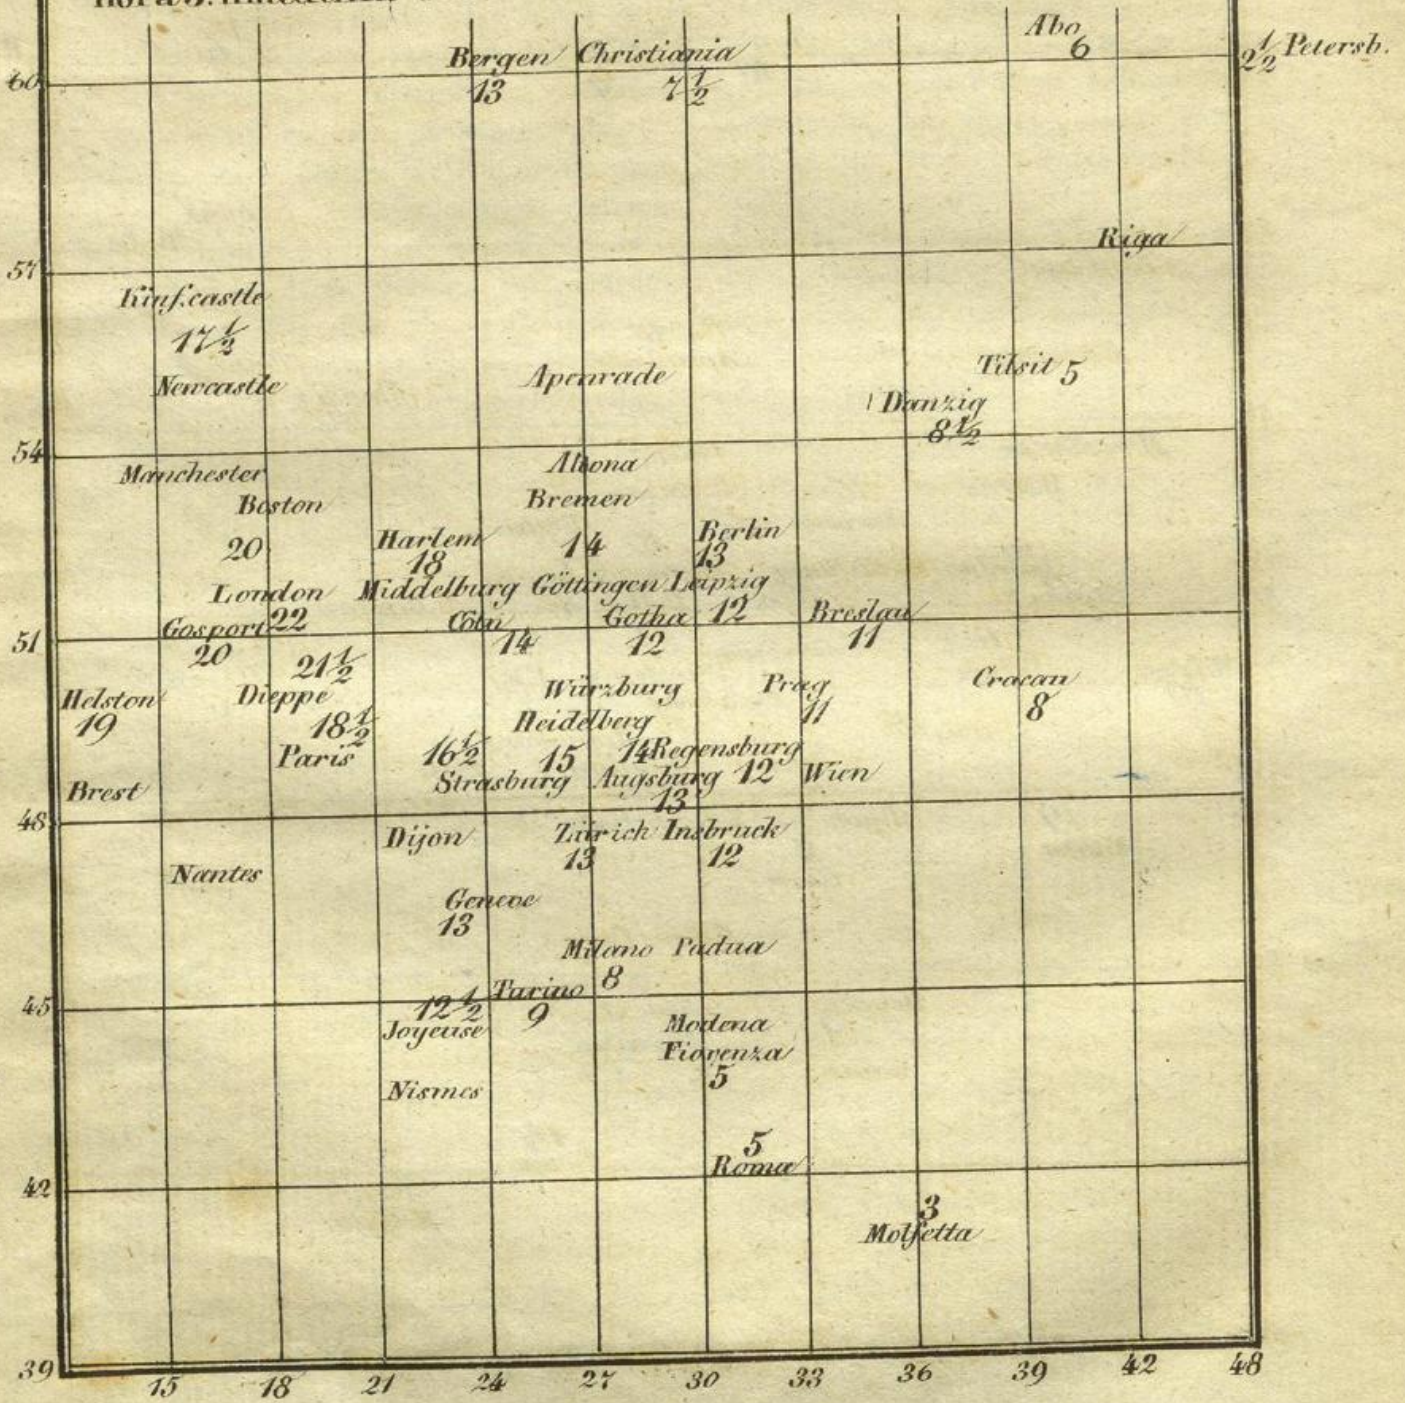 Abo
6
Bergen Christiania
13 7½
60
2½ Petersb.
Riga
57
Kinf.castle
17½
Newcastle
Apenrade
Tilsit 5
Danzig
8½
54
Manchester
Altona
Boston
Bremen
20
Harlem
18
14
Berlin
13
London Middelburg Göttingen Leipzig
Gosport 22
Cöln
Gotha 12
Breslau
51
20
14
12
11
21½
Helston
19
Dieppe
18½
Würzburg
Prag
11
Cracau
8
Heidelberg
Paris
16½
15
14 Regensburg
Strasburg Augsburg 12 Wien
Brest
13
48
Dijon Zürich Insbruck
13 12
Nantes
Geneve
13
Milano Padua
8
Turino
45
12½
9
Joyeuse
Modena
Fiorenza
5
Nismes
5
Roma
42
3
Molfetta
39
15 18 21 24 27 30 33 36 39 42 48